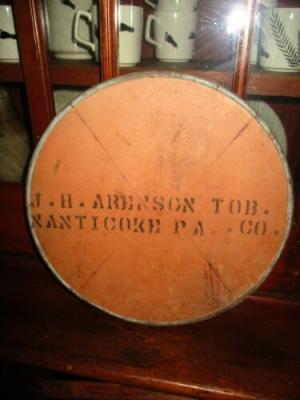 J.H. ARENSON TOB.
NANTICOKE PA. .CO.